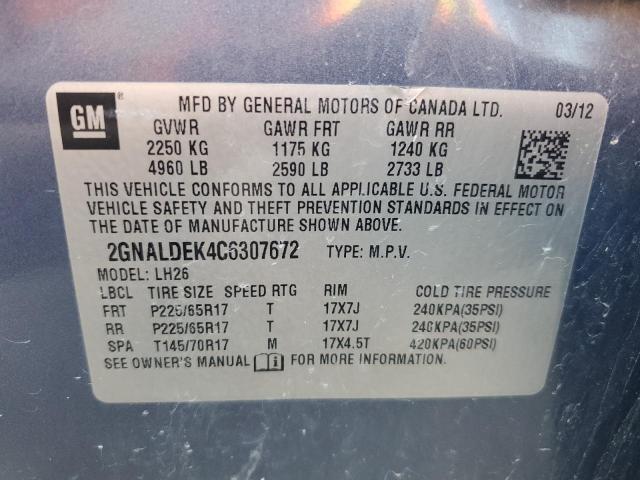 GM®
MFD BY GENERAL MOTORS OF CANADA LTD. 03/12
GVWR GAWR FRT GAWR RR
2250 KG 1175 KG 1240 KG
4960 LB 2590 LB 2733 LB
THIS VEHICLE CONFORMS TO ALL APPLICABLE U.S. FEDERAL MOTOR
VEHICLE SAFETY AND THEFT PREVENTION STANDARDS IN EFFECT ON
THE DATE OF MANUFACTURE SHOWN ABOVE.
2GNALDEK4C6307672 TYPE: M.P.V.
MODEL: LH26
LBCL TIRE SIZE SPEED RTG RIM COLD TIRE PRESSURE
FRT P225/65R17 T 17X7J 240KPA(35PSI)
RR P225/65R17 T 17X7J 240KPA(35PSI)
SPA T145/70R17 M 17X4.5T 420KPA(60PSI)
SEE OWNER'S MANUAL FOR MORE INFORMATION.